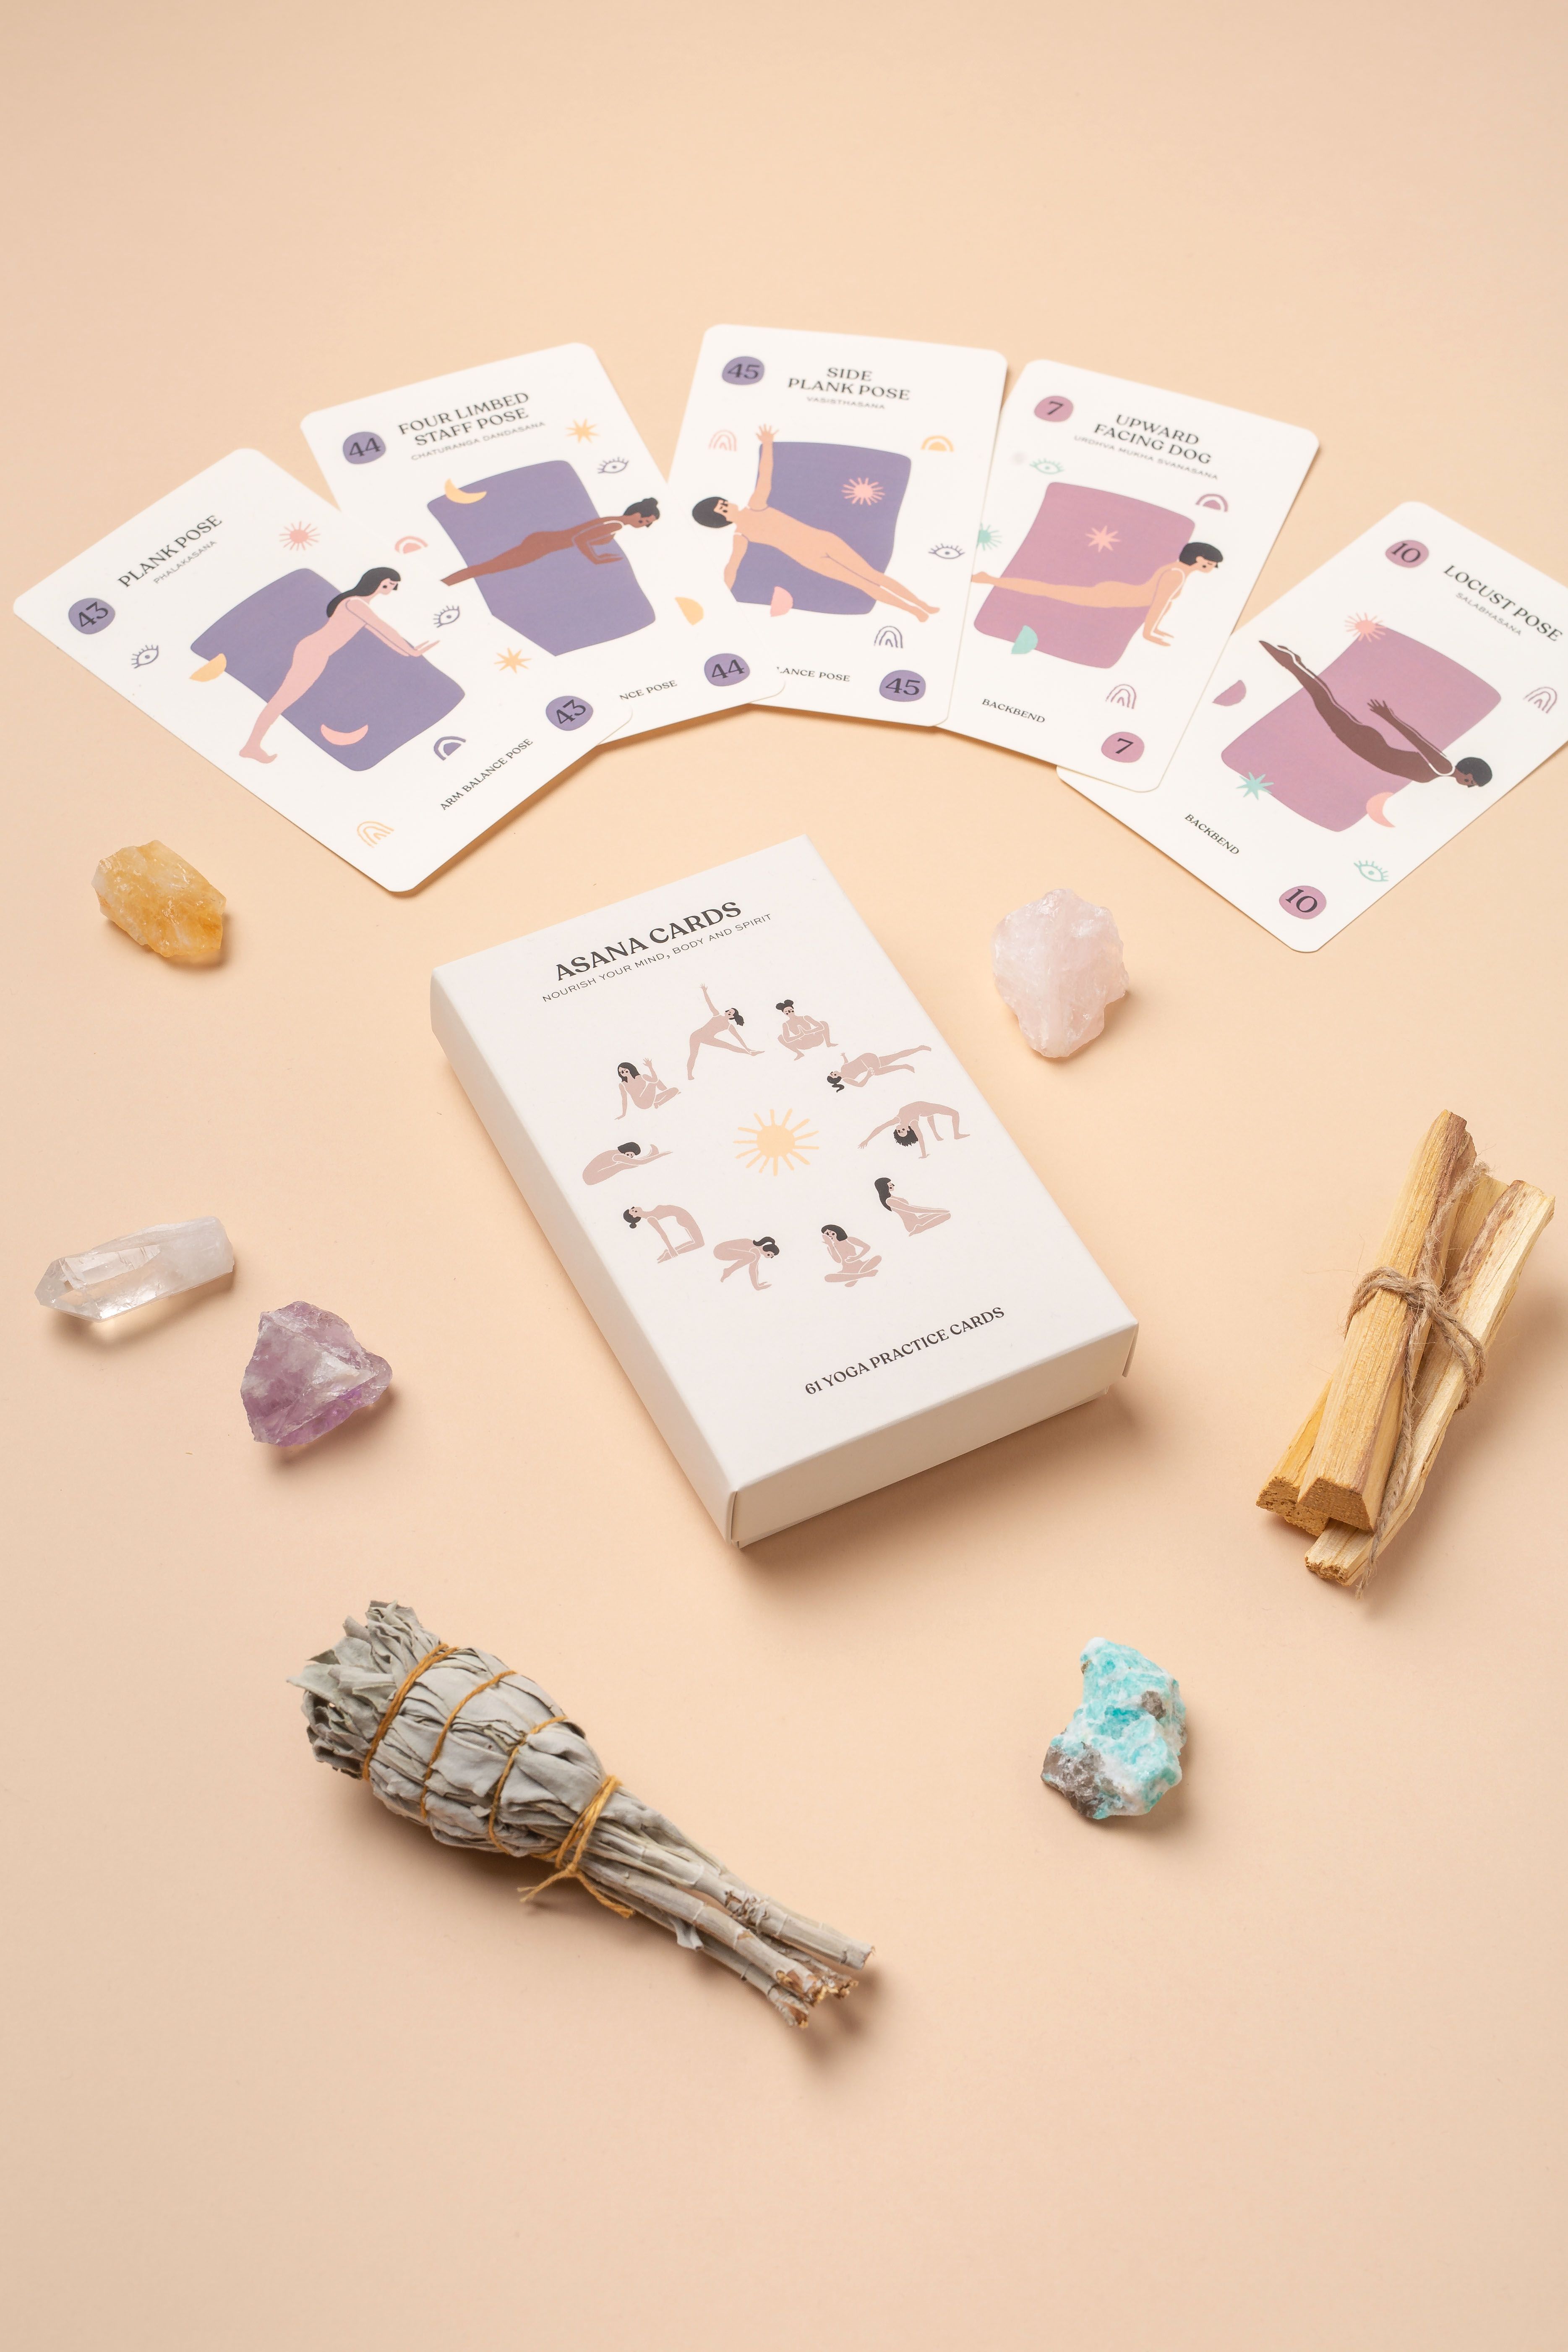 43
PLANK POSE
PHALAKASANA
ARM BALANCE POSE
43
44
FOUR LIMBED
STAFF POSE
CHATURANGA DANDASANA
NCE POSE
44
45
SIDE
PLANK POSE
VASISTHASANA
LANCE POSE
45
7
UPWARD
FACING DOG
URDHVA MUKHA SVANASANA
BACKBEND
7
10
LOCUST POSE
SALABHASANA
BACKBEND
10
ASANA CARDS
NOURISH YOUR MIND, BODY AND SPIRIT
61 YOGA PRACTICE CARDS